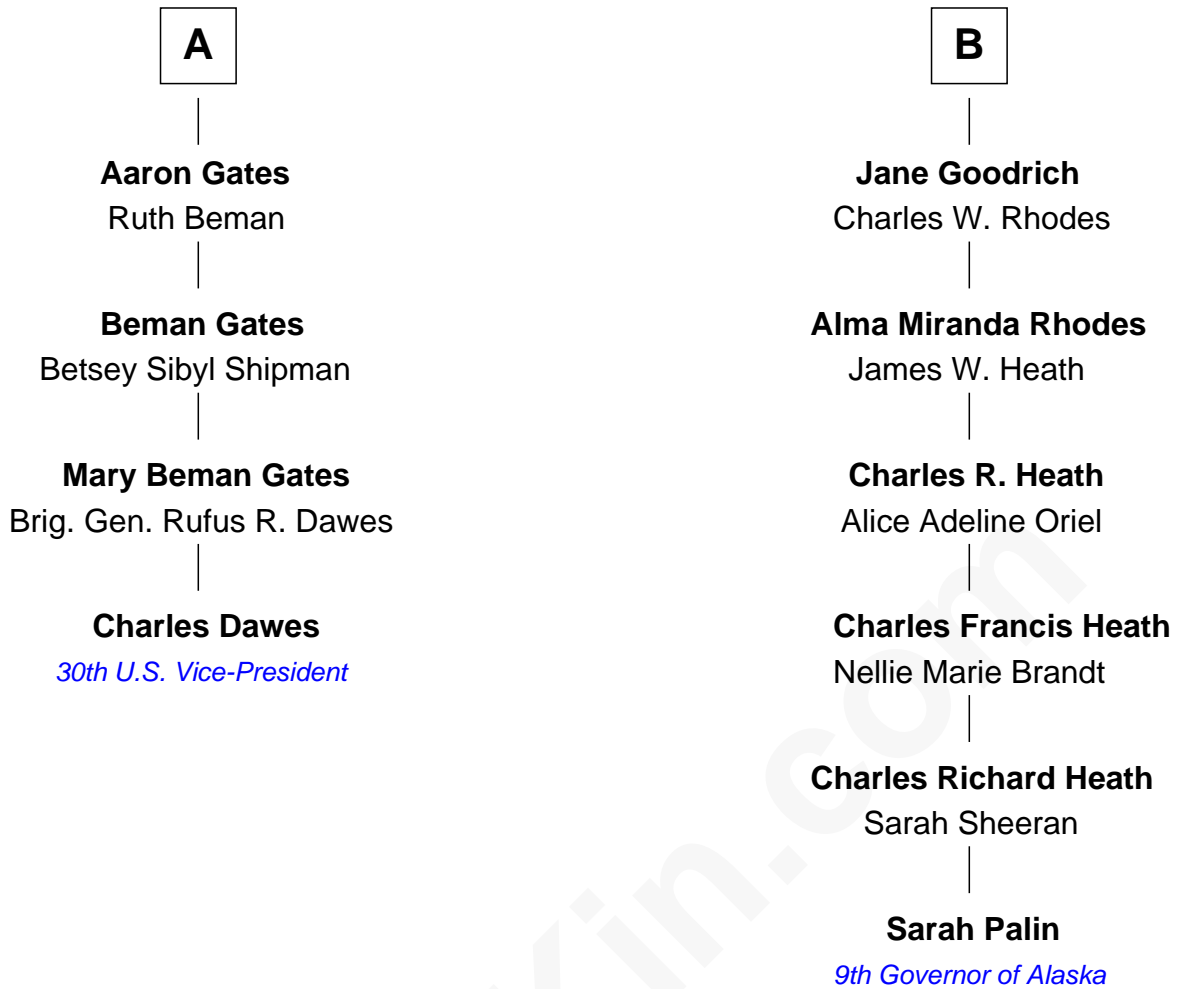 A
Aaron Gates
Ruth Beman
Beman Gates
Betsey Sibyl Shipman
Mary Beman Gates
Brig. Gen. Rufus R. Dawes
Charles Dawes
30th U.S. Vice-President
B
Jane Goodrich
Charles W. Rhodes
Alma Miranda Rhodes
James W. Heath
Charles R. Heath
Alice Adeline Oriel
Charles Francis Heath
Nellie Marie Brandt
Charles Richard Heath
Sarah Sheeran
Sarah Palin
9th Governor of Alaska
Kin.com